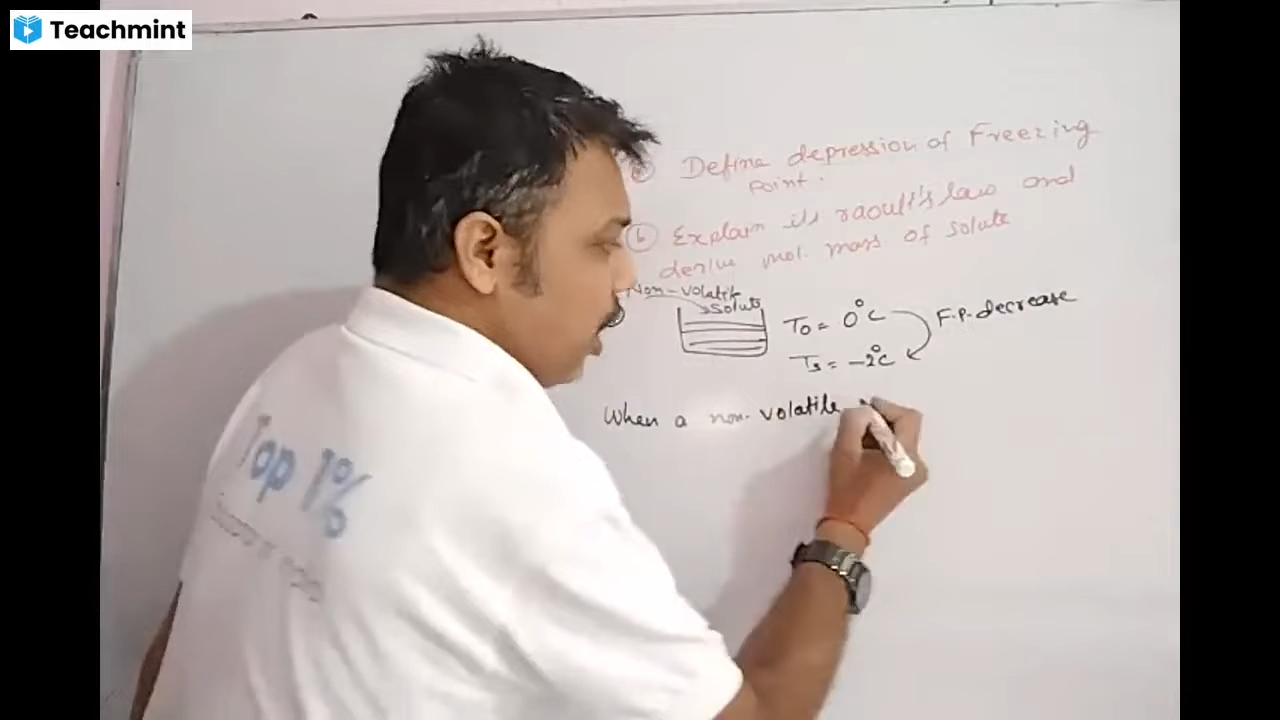 Teachmint
a Define depression of Freezing
point.
b Explain its raoult's law and
derive mol. mass of solute
Non-volatile
Solute
T0 = 0°C
F.P. decrease
Ts = -2°C
When a non-volatile
Top 1%